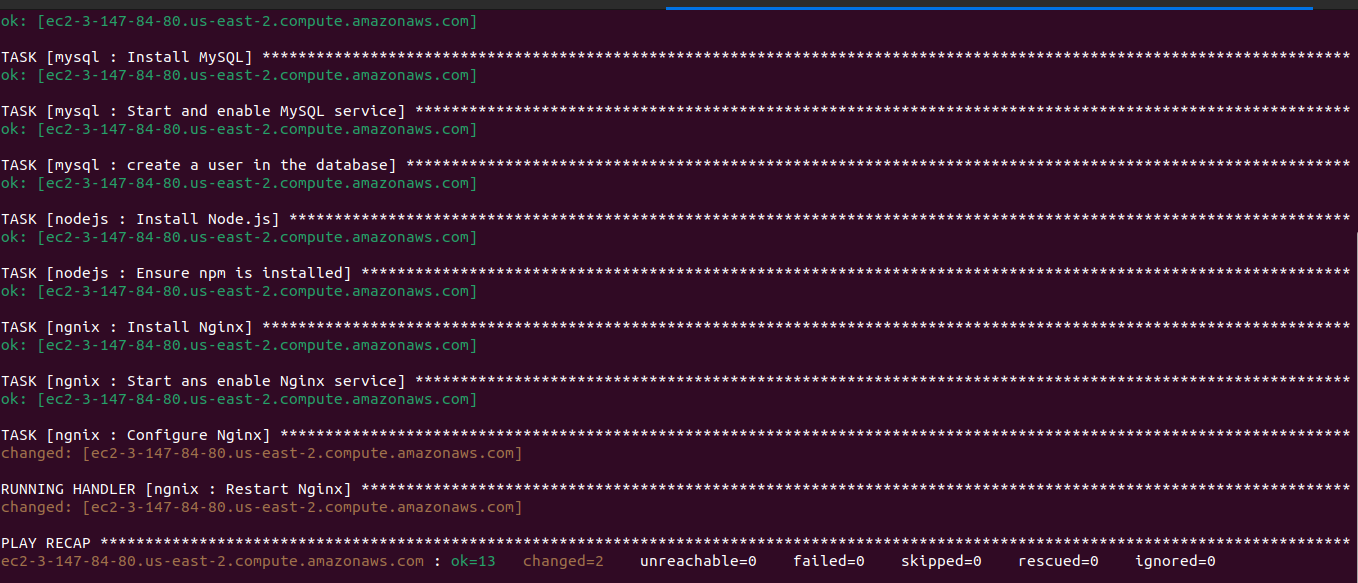 ok: [ec2-3-147-84-80.us-east-2.compute.amazonaws.com]
TASK [mysql : Install MySQL] *************************************************************************************************************************
ok: [ec2-3-147-84-80.us-east-2.compute.amazonaws.com]
TASK [mysql : Start and enable MySQL service] ********************************************************************************************************
ok: [ec2-3-147-84-80.us-east-2.compute.amazonaws.com]
TASK [mysql : create a user in the database] *********************************************************************************************************
ok: [ec2-3-147-84-80.us-east-2.compute.amazonaws.com]
TASK [nodejs : Install Node.js] **********************************************************************************************************************
ok: [ec2-3-147-84-80.us-east-2.compute.amazonaws.com]
TASK [nodejs : Ensure npm is installed] **************************************************************************************************************
ok: [ec2-3-147-84-80.us-east-2.compute.amazonaws.com]
TASK [ngnix : Install Nginx] *************************************************************************************************************************
ok: [ec2-3-147-84-80.us-east-2.compute.amazonaws.com]
TASK [ngnix : Start ans enable Nginx service] ********************************************************************************************************
ok: [ec2-3-147-84-80.us-east-2.compute.amazonaws.com]
TASK [ngnix : Configure Nginx] ***********************************************************************************************************************
changed: [ec2-3-147-84-80.us-east-2.compute.amazonaws.com]
RUNNING HANDLER [ngnix : Restart Nginx] **************************************************************************************************************
changed: [ec2-3-147-84-80.us-east-2.compute.amazonaws.com]
PLAY RECAP *******************************************************************************************************************************************
ec2-3-147-84-80.us-east-2.compute.amazonaws.com : ok=13   changed=2    unreachable=0    failed=0    skipped=0    rescued=0    ignored=0